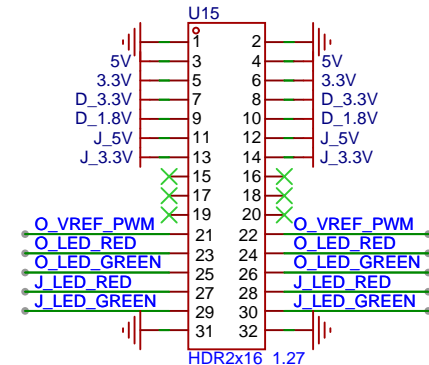 U15
1 2
5V 3 4 5V
3.3V 5 6 3.3V
D_3.3V 7 8 D_3.3V
D_1.8V 9 10 D_1.8V
J_5V 11 12 J_5V
J_3.3V 13 14 J_3.3V
15 16
17 18
19 20
O_VREF_PWM 21 22 O_VREF_PWM
O_LED_RED 23 24 O_LED_RED
O_LED_GREEN 25 26 O_LED_GREEN
J_LED_RED 27 28 J_LED_RED
J_LED_GREEN 29 30 J_LED_GREEN
31 32
HDR2x16 1.27